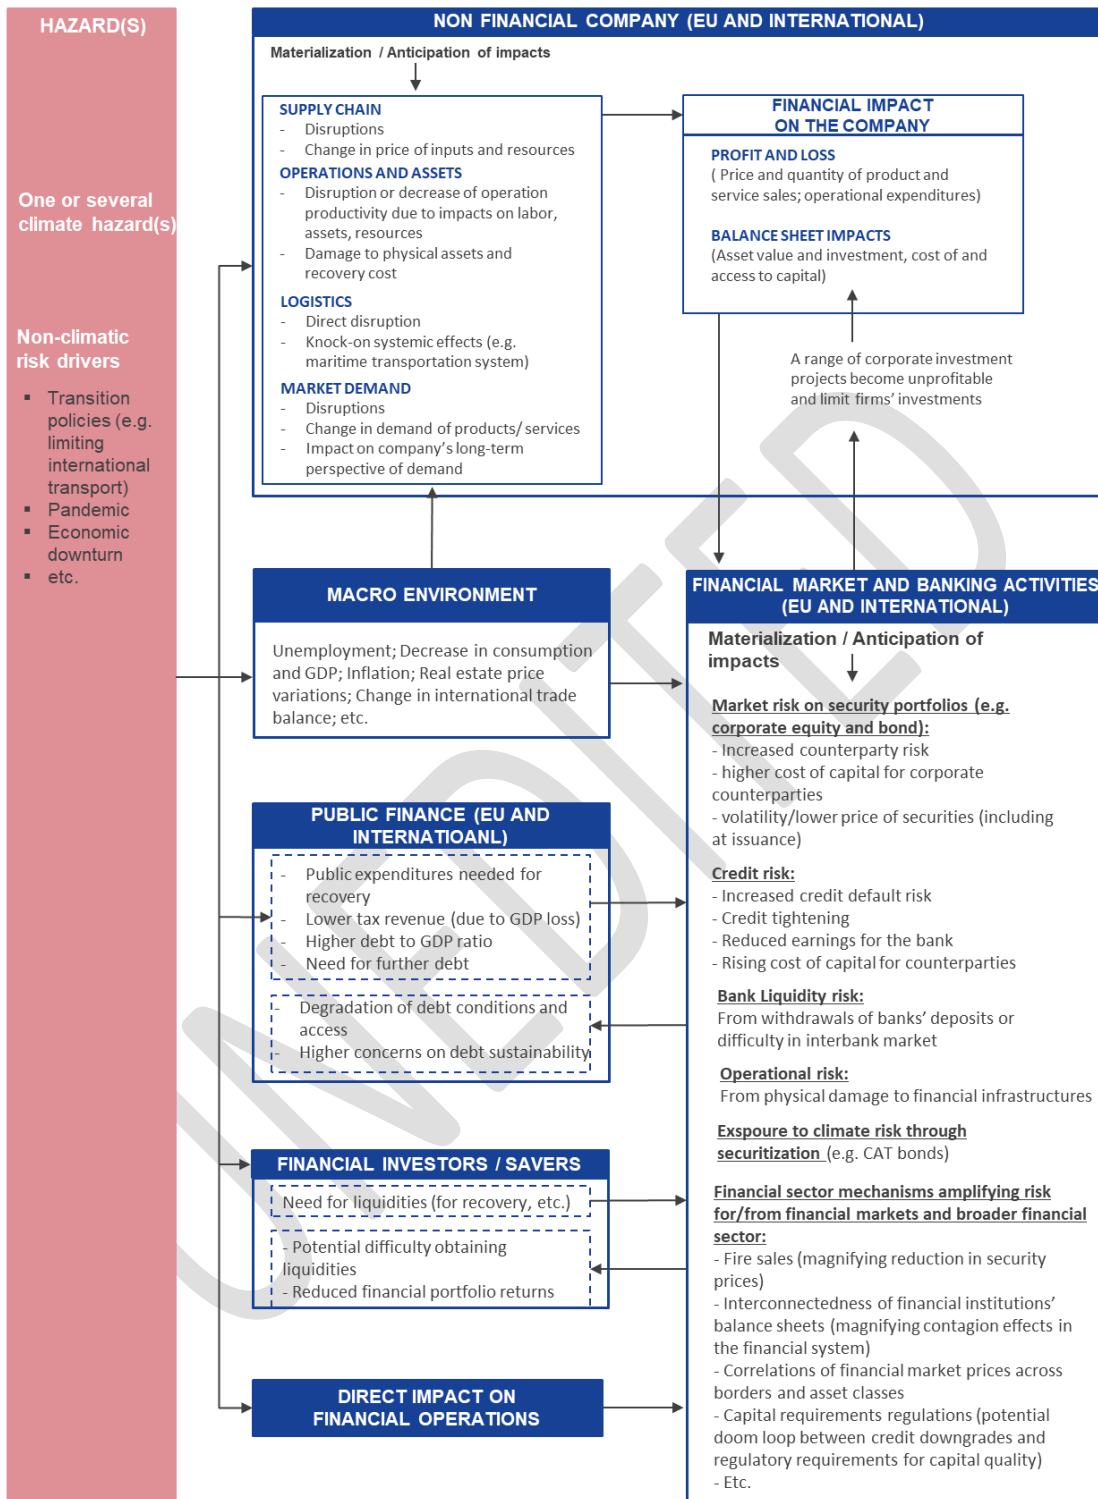 HAZARD(S)
One or several
climate hazard(s)
Non-climatic
risk drivers
▪ Transition
policies (e.g.
limiting
international
transport)
▪ Pandemic
▪ Economic
downturn
▪ etc.
NON FINANCIAL COMPANY (EU AND INTERNATIONAL)
Materialization / Anticipation of impacts
SUPPLY CHAIN
- Disruptions
- Change in price of inputs and resources
OPERATIONS AND ASSETS
- Disruption or decrease of operation
productivity due to impacts on labor,
assets, resources
- Damage to physical assets and
recovery cost
LOGISTICS
- Direct disruption
- Knock-on systemic effects (e.g.
maritime transportation system)
MARKET DEMAND
- Disruptions
- Change in demand of products/ services
- Impact on company's long-term
perspective of demand
FINANCIAL IMPACT
ON THE COMPANY
PROFIT AND LOSS
( Price and quantity of product and
service sales; operational expenditures)
BALANCE SHEET IMPACTS
(Asset value and investment, cost of and
access to capital)
A range of corporate investment
projects become unprofitable
and limit firms' investments
MACRO ENVIRONMENT
Unemployment; Decrease in consumption
and GDP; Inflation; Real estate price
variations; Change in international trade
balance; etc.
PUBLIC FINANCE (EU AND
INTERNATIOANL)
- Public expenditures needed for
recovery
- Lower tax revenue (due to GDP loss)
- Higher debt to GDP ratio
- Need for further debt
- Degradation of debt conditions and
access
- Higher concerns on debt sustainability
FINANCIAL INVESTORS / SAVERS
Need for liquidities (for recovery, etc.)
- Potential difficulty obtaining
liquidities
- Reduced financial portfolio returns
DIRECT IMPACT ON
FINANCIAL OPERATIONS
FINANCIAL MARKET AND BANKING ACTIVITIES
(EU AND INTERNATIONAL)
Materialization / Anticipation of
impacts
Market risk on security portfolios (e.g.
corporate equity and bond):
- Increased counterparty risk
- higher cost of capital for corporate
counterparties
- volatility/lower price of securities (including
at issuance)
Credit risk:
- Increased credit default risk
- Credit tightening
- Reduced earnings for the bank
- Rising cost of capital for counterparties
Bank Liquidity risk:
From withdrawals of banks' deposits or
difficulty in interbank market
Operational risk:
From physical damage to financial infrastructures
Exspoure to climate risk through
securitization (e.g. CAT bonds)
Financial sector mechanisms amplifying risk
for/from financial markets and broader financial
sector:
- Fire sales (magnifying reduction in security
prices)
- Interconnectedness of financial institutions'
balance sheets (magnifying contagion effects in
the financial system)
- Correlations of financial market prices across
borders and asset classes
- Capital requirements regulations (potential
doom loop between credit downgrades and
regulatory requirements for capital quality)
- Etc.
UNEDITED